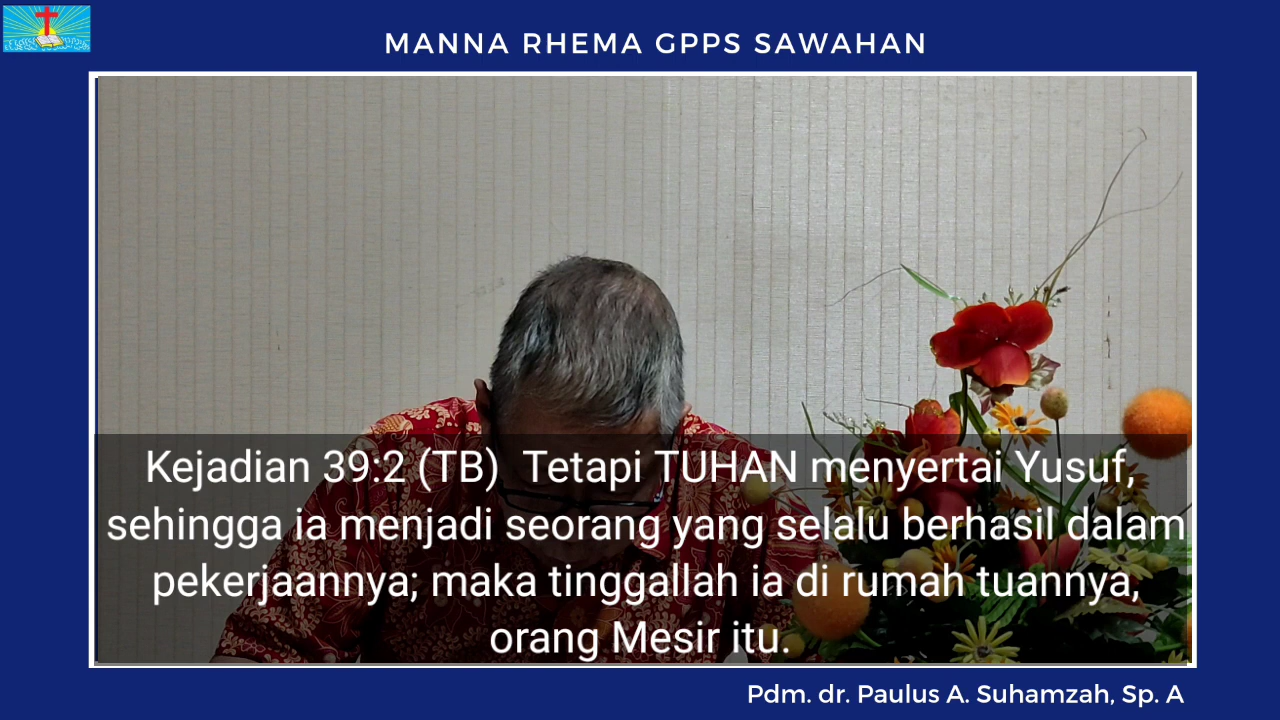 MANNA RHEMA GPPS SAWAHAN
Kejadian 39:2 (TB)  Tetapi TUHAN menyertai Yusuf,
sehingga ia menjadi seorang yang selalu berhasil dalam
pekerjaannya; maka tinggallah ia di rumah tuannya,
orang Mesir itu.
Pdm. dr. Paulus A. Suhamzah, Sp. A